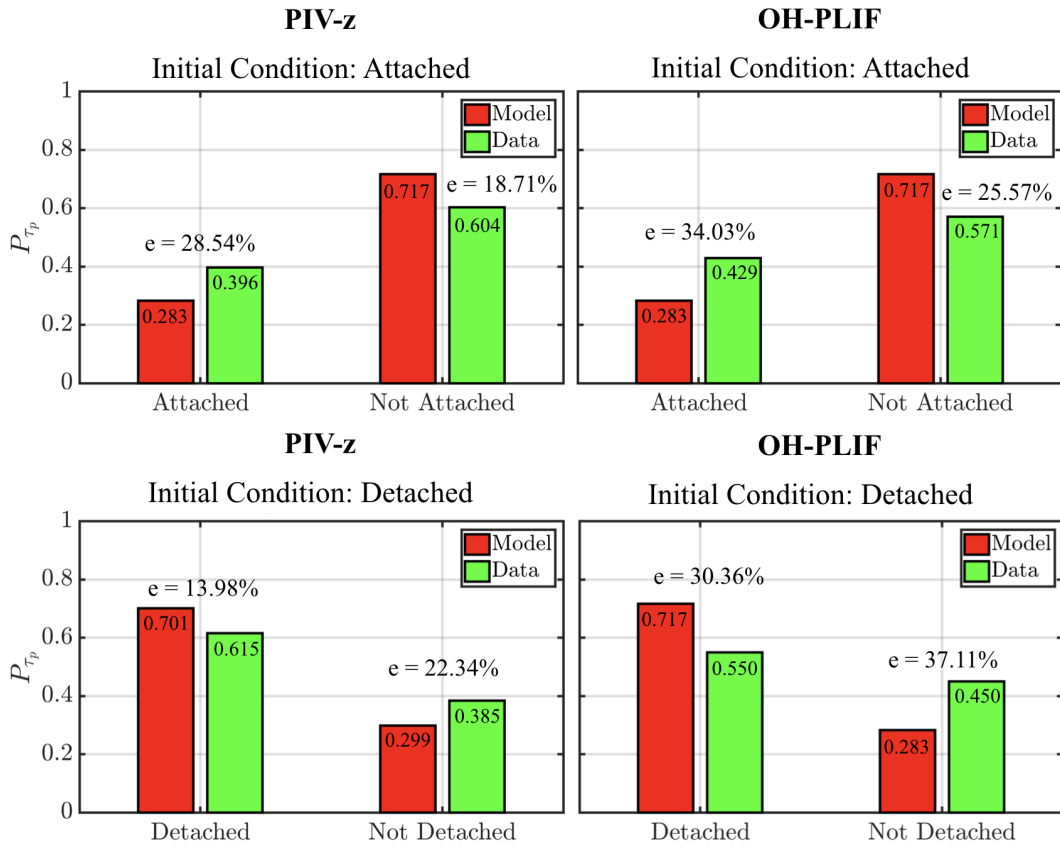 PIV-z
Initial Condition: Attached
1
0.8
0.6
0.4
0.2
0
P_{τ_p}
Model
Data
e = 28.54%
0.283
0.396
e = 18.71%
0.717
0.604
Attached
Not Attached
OH-PLIF
Initial Condition: Attached
Model
Data
e = 34.03%
0.283
0.429
e = 25.57%
0.717
0.571
Attached
Not Attached
PIV-z
Initial Condition: Detached
1
0.8
0.6
0.4
0.2
0
P_{τ_p}
Model
Data
e = 13.98%
0.701
0.615
e = 22.34%
0.299
0.385
Detached
Not Detached
OH-PLIF
Initial Condition: Detached
Model
Data
e = 30.36%
0.717
0.550
e = 37.11%
0.283
0.450
Detached
Not Detached